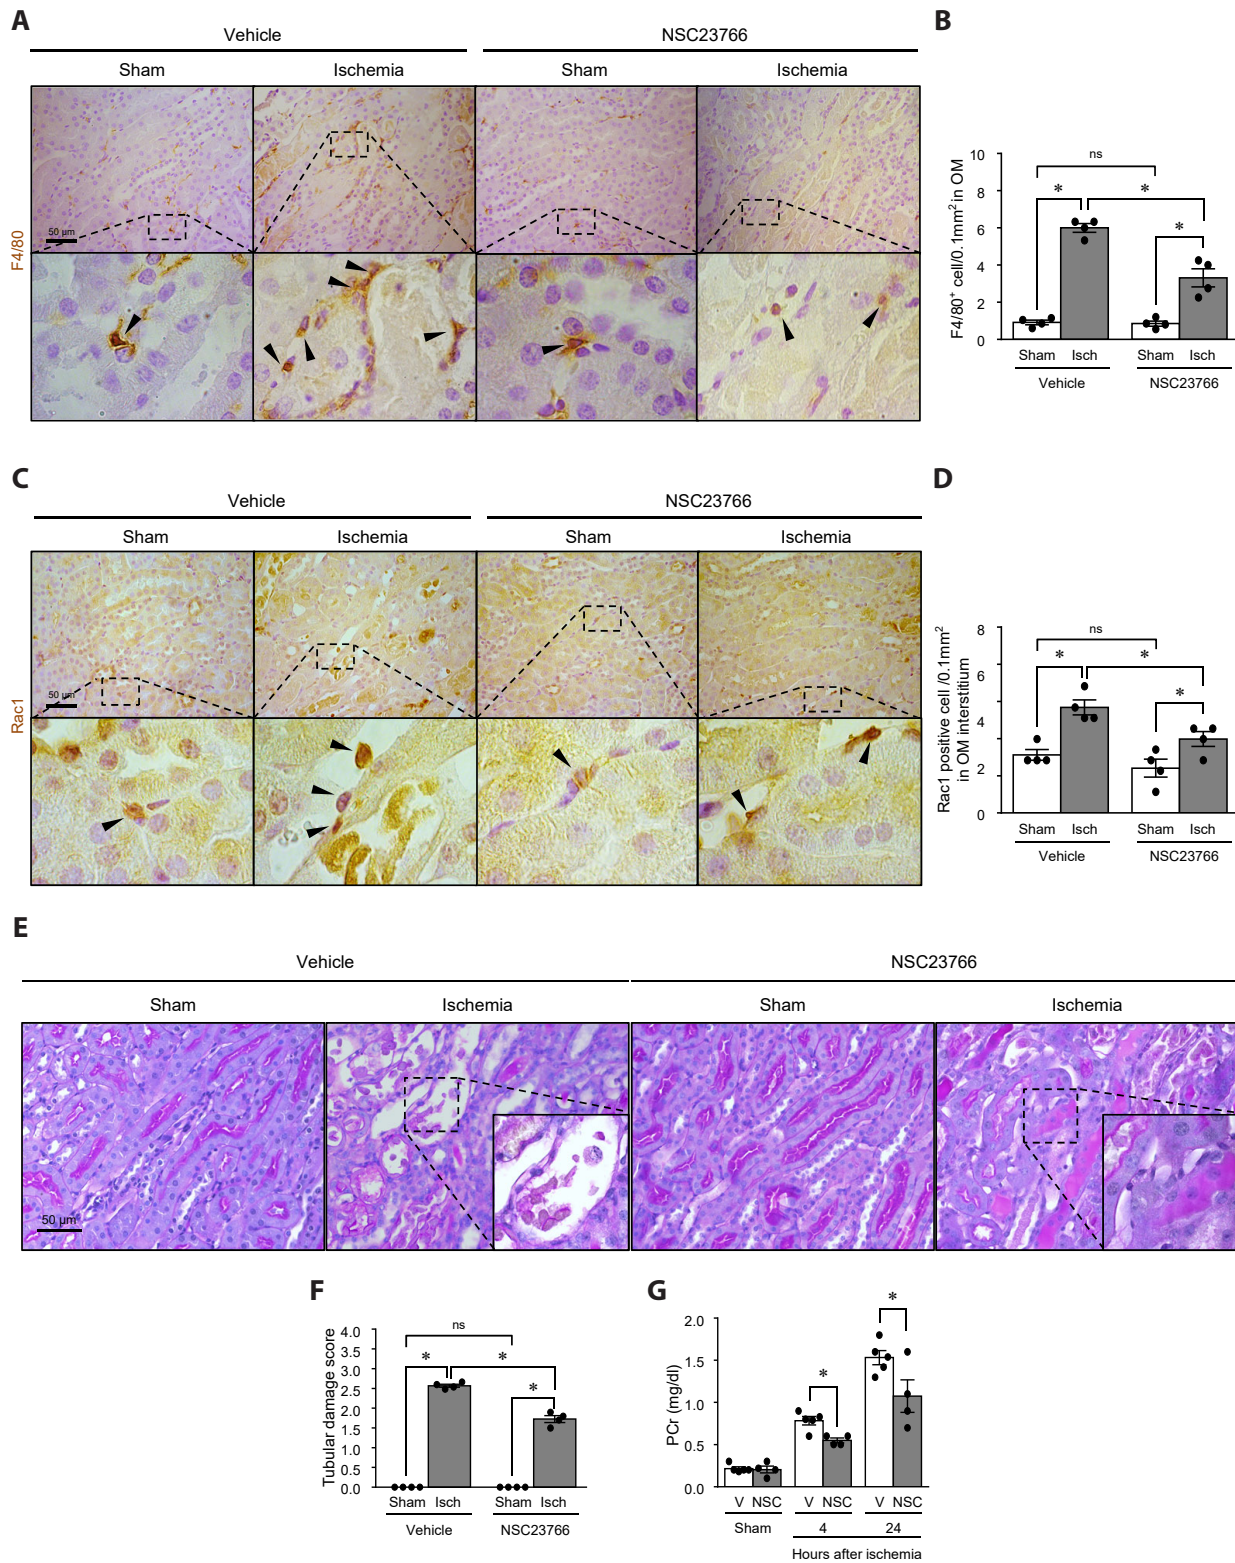 A
Vehicle
NSC23766
Sham
Ischemia
Sham
Ischemia
F4/80
50 µm
B
F4/80⁺ cell/0.1mm² in OM
10
8
6
4
2
0
ns
*
*
*
Sham
Isch
Sham
Isch
Vehicle
NSC23766
C
Vehicle
NSC23766
Sham
Ischemia
Sham
Ischemia
Rac1
50 µm
D
Rac1 positive cell /0.1mm²
in OM interstitium
8
6
4
2
0
ns
*
*
*
Sham
Isch
Sham
Isch
Vehicle
NSC23766
E
Vehicle
NSC23766
Sham
Ischemia
Sham
Ischemia
50 µm
F
Tubular damage score
4.0
3.5
3.0
2.5
2.0
1.5
1.0
0.5
0.0
ns
*
*
*
Sham
Isch
Sham
Isch
Vehicle
NSC23766
G
PCr (mg/dl)
2.0
1.5
1.0
0.5
0.0
*
*
V NSC
V NSC
V NSC
Sham
4
24
Hours after ischemia